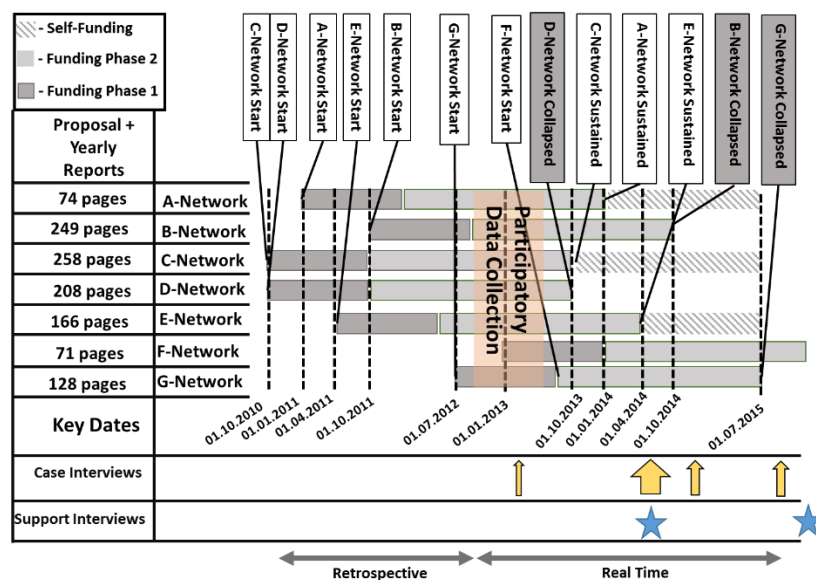 - Self-Funding
- Funding Phase 2
- Funding Phase 1
C-Network Start
D-Network Start
A-Network Start
E-Network Start
B-Network Start
G-Network Start
F-Network Start
D-Network Collapsed
C-Network Sustained
A-Network Sustained
E-Network Sustained
B-Network Collapsed
G-Network Collapsed
Proposal +
Yearly
Reports
74 pages A-Network
249 pages B-Network
258 pages C-Network
208 pages D-Network
166 pages E-Network
71 pages F-Network
128 pages G-Network
Participatory
Data Collection
Key Dates
01.10.2010
01.01.2011
01.04.2011
01.10.2011
01.07.2012
01.01.2013
01.10.2013
01.01.2014
01.04.2014
01.10.2014
01.07.2015
Case Interviews
Support Interviews
Retrospective
Real Time